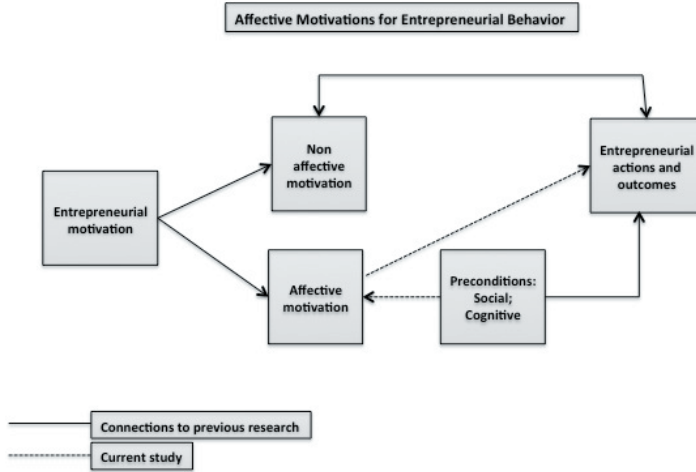 Affective Motivations for Entrepreneurial Behavior
Non
affective
motivation
Entrepreneurial
actions and
outcomes
Entrepreneurial
motivation
Affective
motivation
Preconditions:
Social;
Cognitive
Connections to previous research
Current study